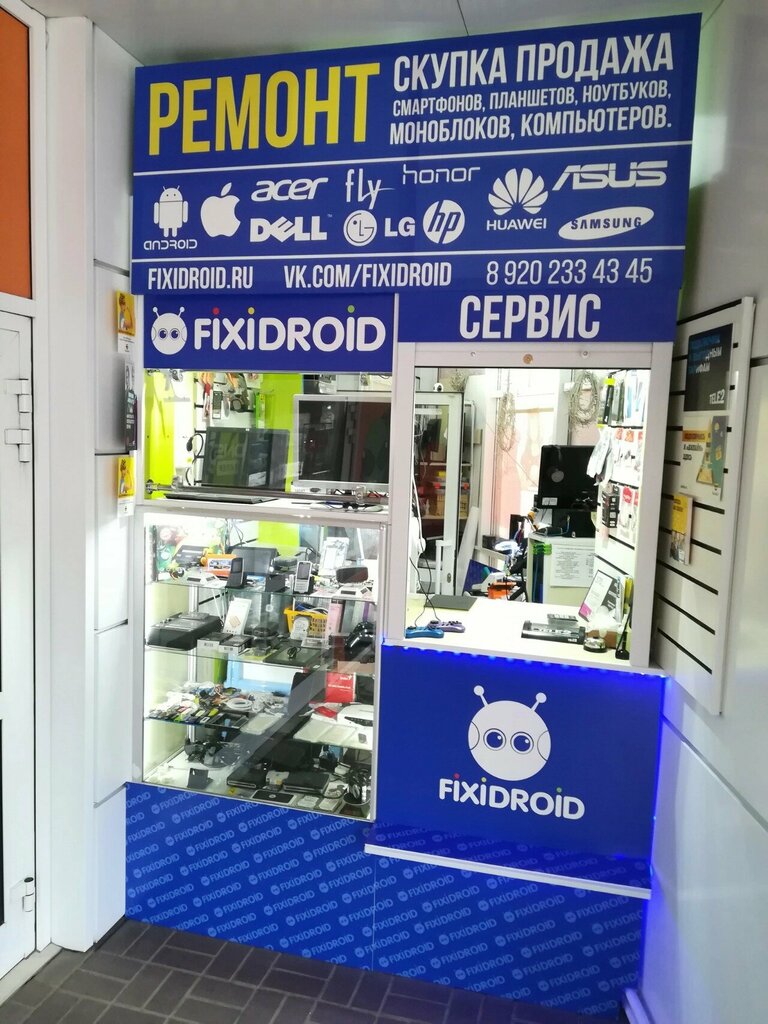 РЕМОНТ
СКУПКА ПРОДАЖА
СМАРТФОНОВ, ПЛАНШЕТОВ, НОУТБУКОВ,
МОНОБЛОКОВ, КОМПЬЮТЕРОВ.
android
acer
fly
honor
HUAWEI
ASUS
DELL
LG
hp
SAMSUNG
FIXIDROID.RU VK.COM/FIXIDROID 8 920 233 43 45
FiXiDROiD
СЕРВИС
TELE2
FiXiDROiD